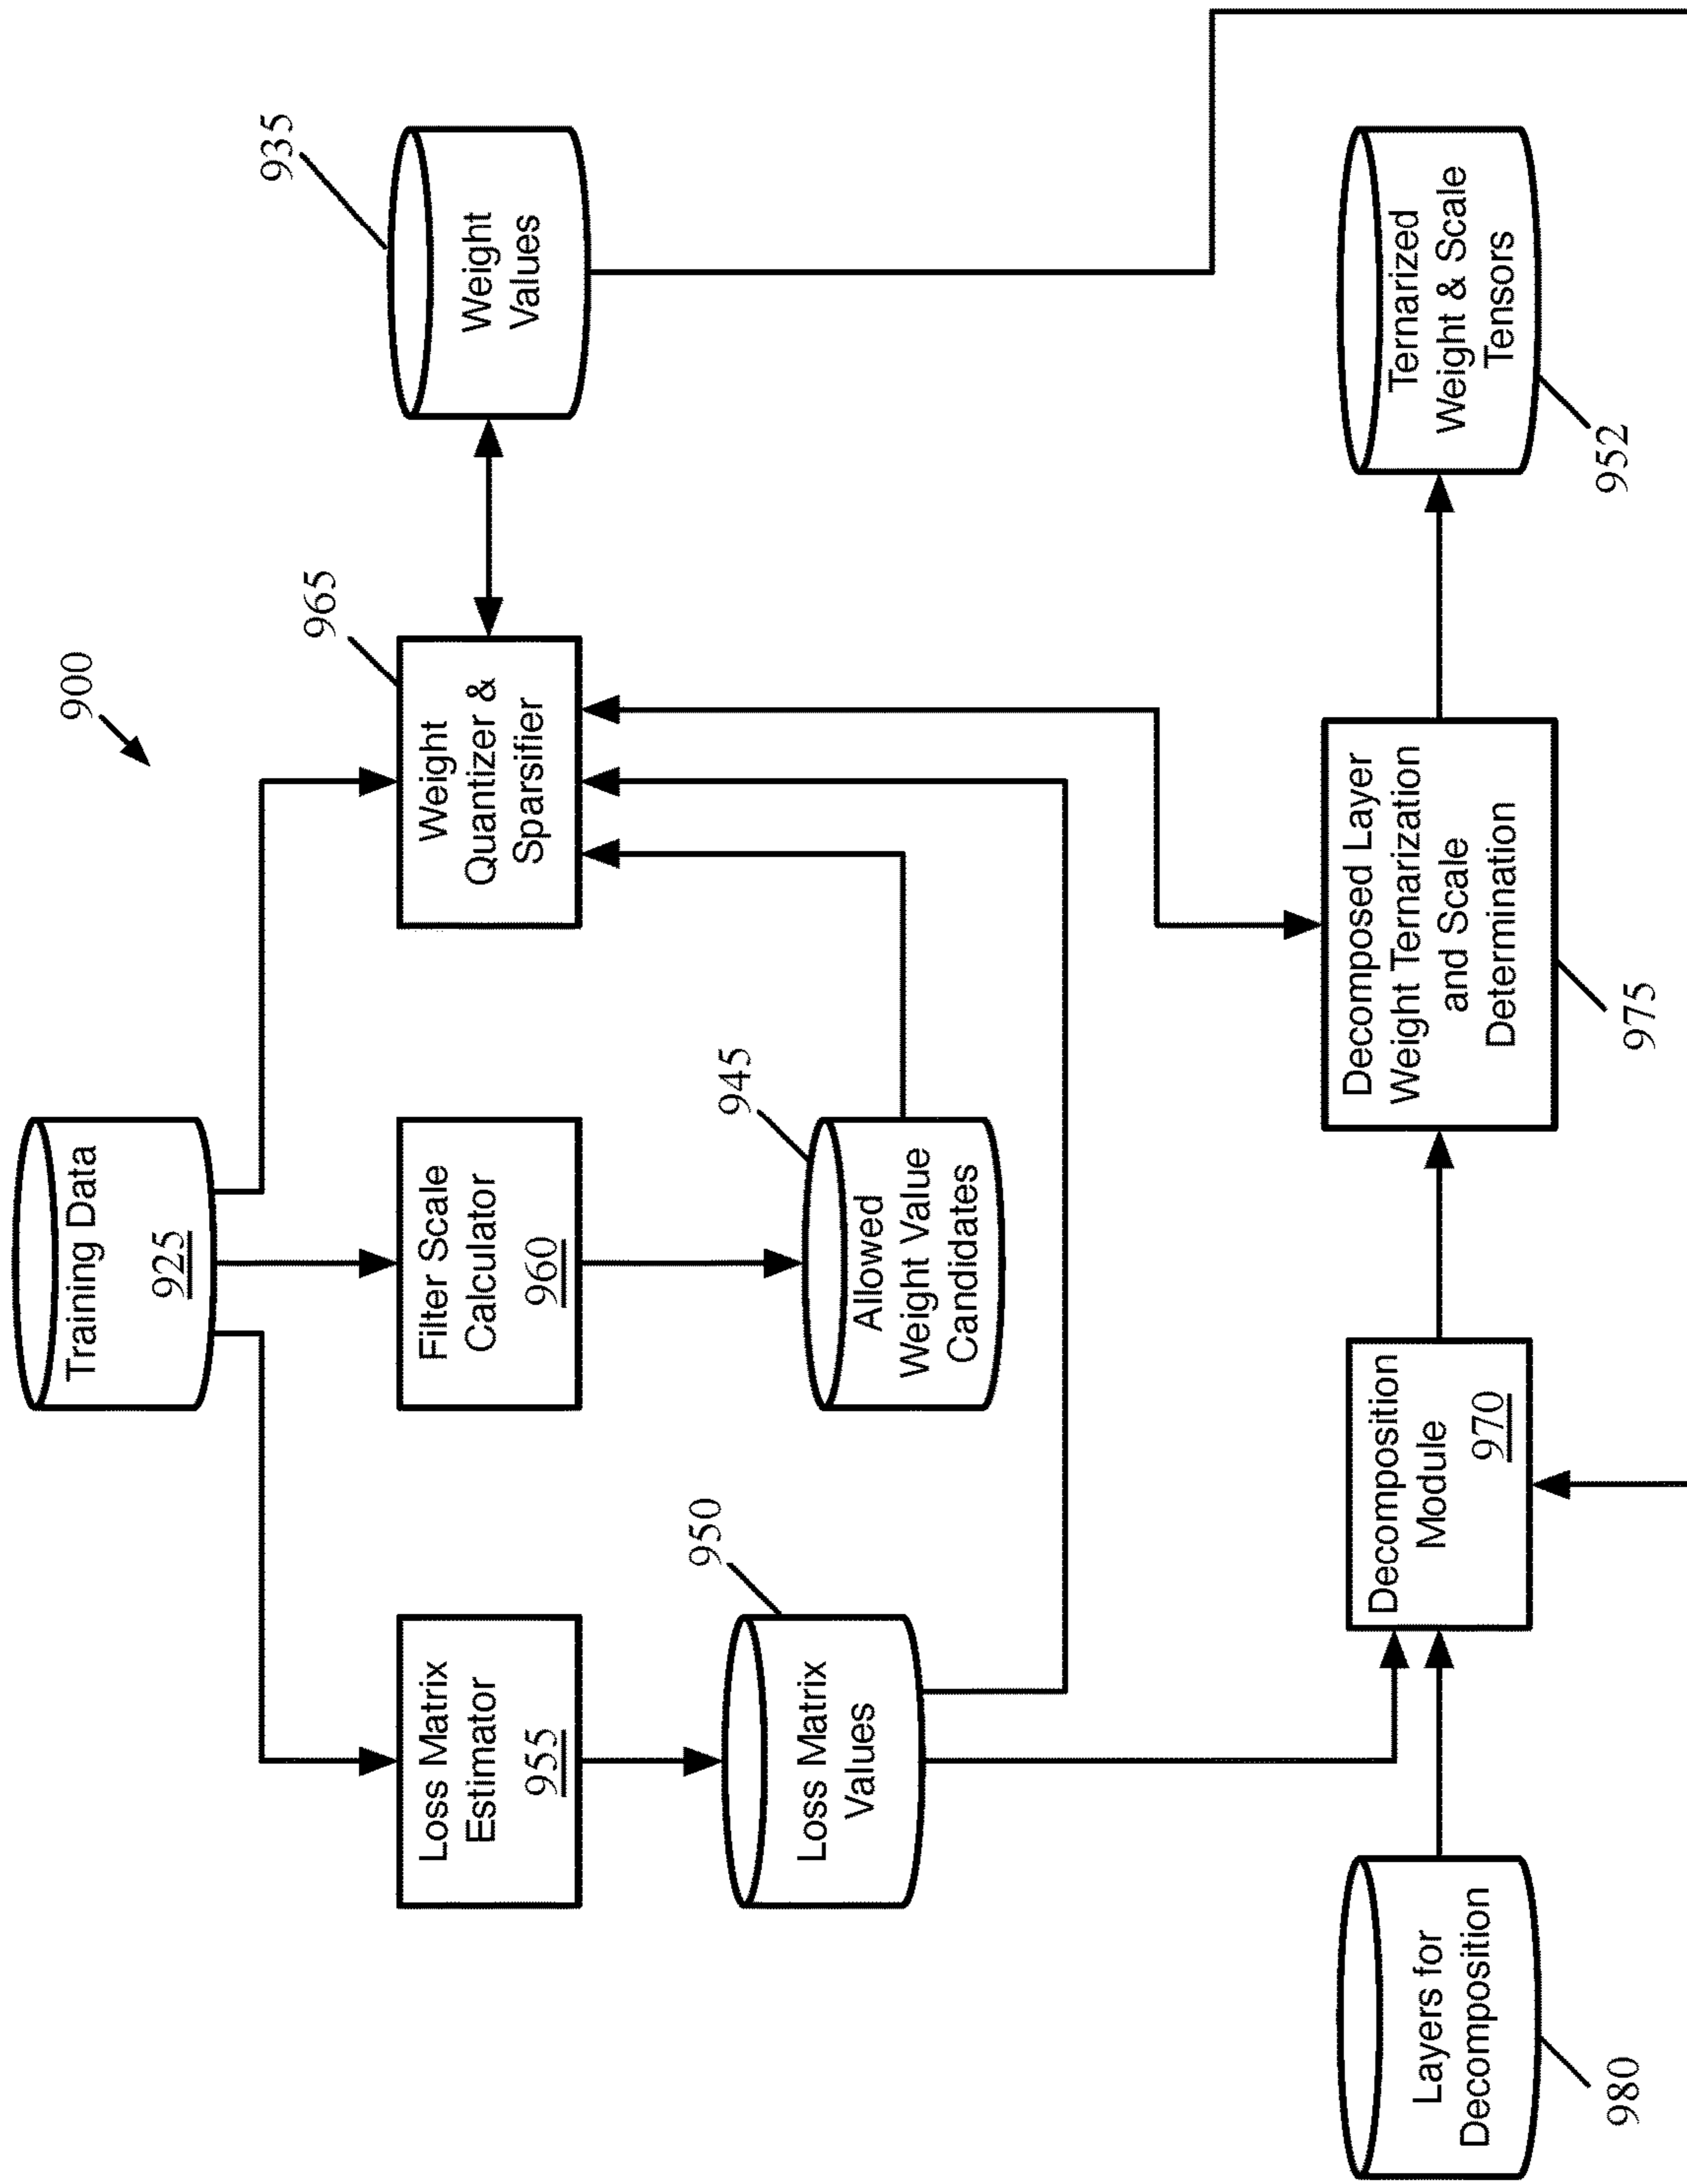 900
Training Data
925
Loss Matrix
Estimator
955
Filter Scale
Calculator
960
965
Weight
Quantizer &
Sparsifier
935
Weight
Values
950
Loss Matrix
Values
945
Allowed
Weight Value
Candidates
Layers for
Decomposition
980
Decomposition
Module
970
Decomposed Layer
Weight Ternarization
and Scale
Determination
975
Ternarized
Weight & Scale
Tensors
952